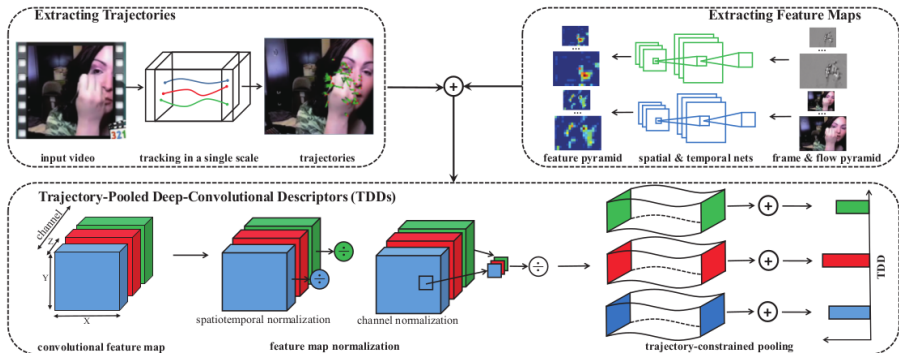 Extracting Trajectories
321
input video
tracking in a single scale
trajectories
Extracting Feature Maps
...
...
...
...
feature pyramid
spatial & temporal nets
frame & flow pyramid
Trajectory-Pooled Deep-Convolutional Descriptors (TDDs)
channel
Z
Y
X
convolutional feature map
spatiotemporal normalization
channel normalization
feature map normalization
trajectory-constrained pooling
TDD